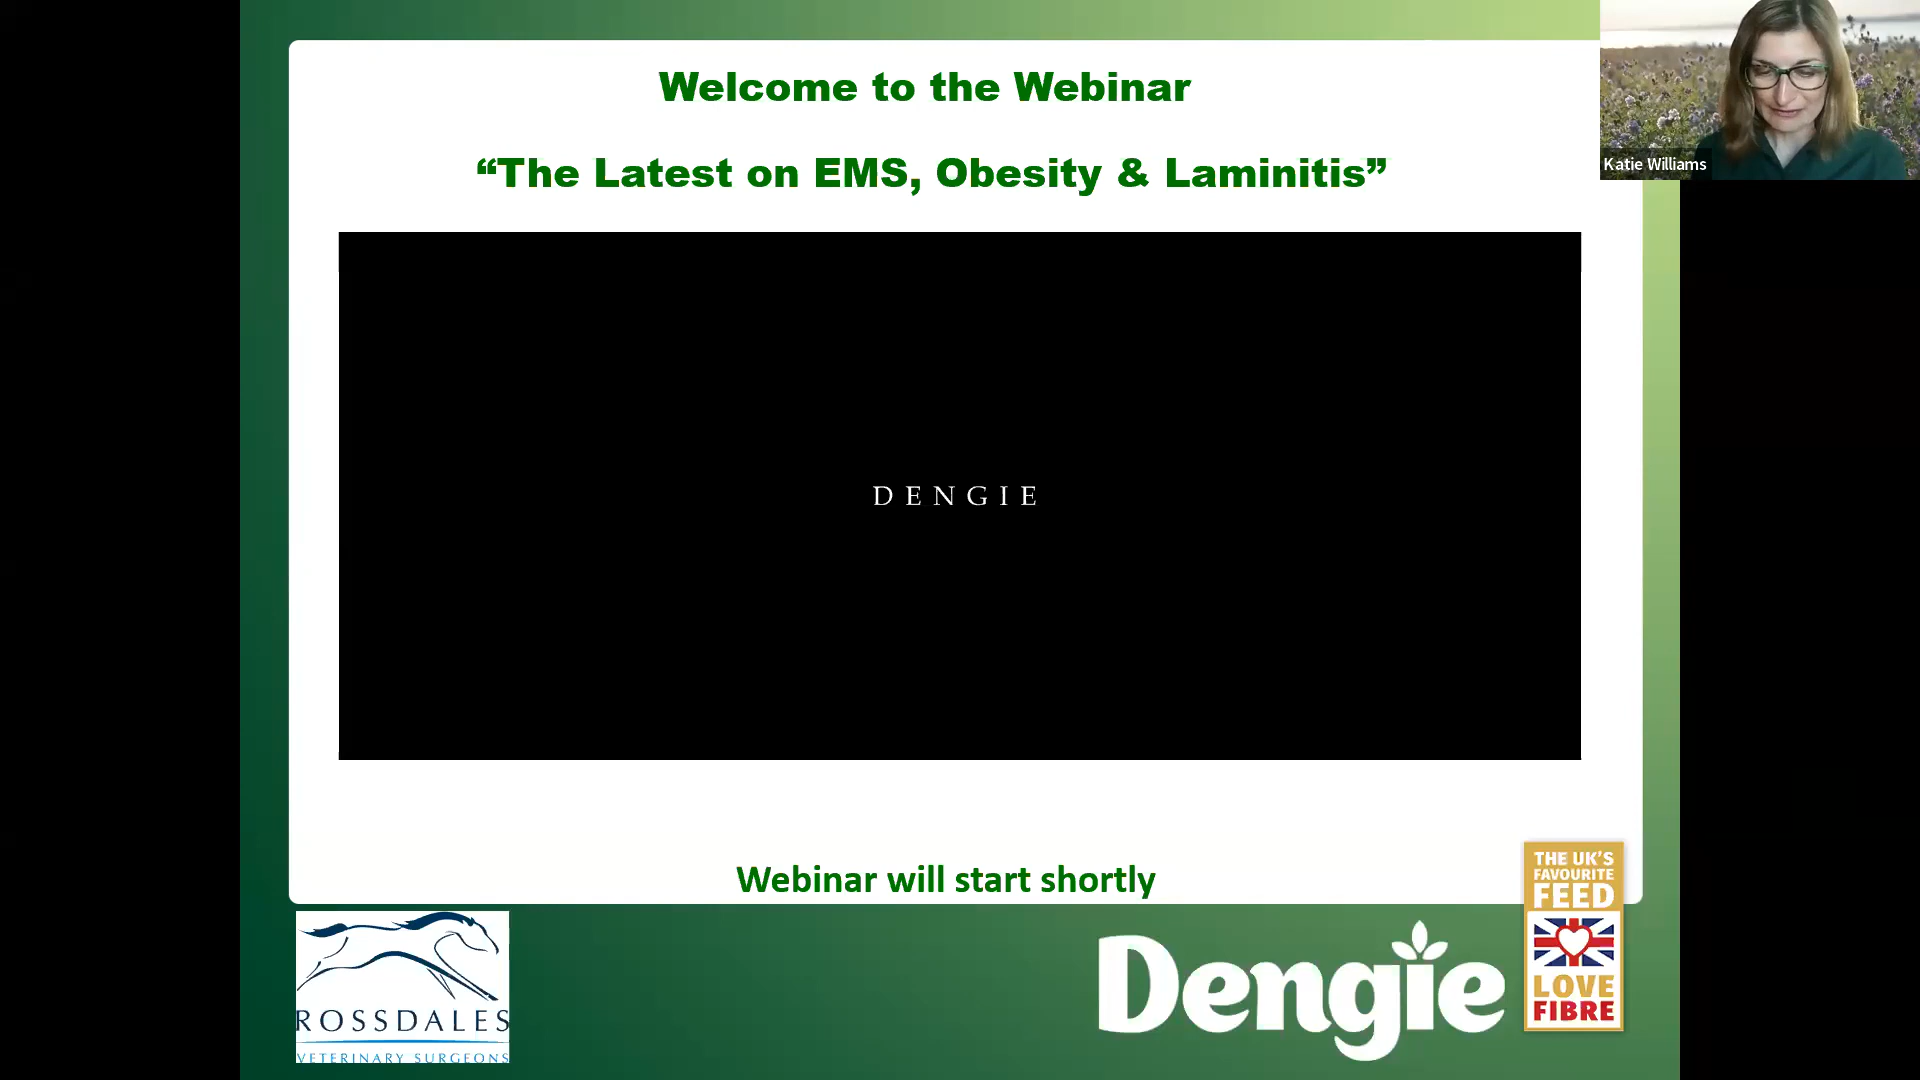 Welcome to the Webinar
“The Latest on EMS, Obesity & Laminitis”
Katie Williams
DENGIE
Webinar will start shortly
THE UK'S
FAVOURITE
FEED
LOVE
FIBRE
ROSSDALES
VETERINARY SURGEONS
Dengie